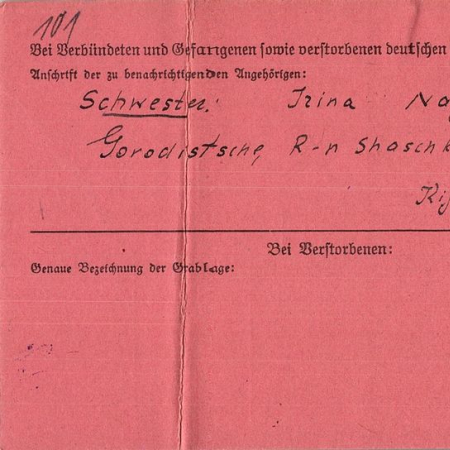 101
Bei Verbündeten und Gefangenen sowie verstorbenen deutschen
Anschrift der zu benachrichtigenden Angehörigen:
Schwester: Irina
Gorodistsche, R-n
Bei Verstorbenen:
Genaue Bezeichnung der Grablage: